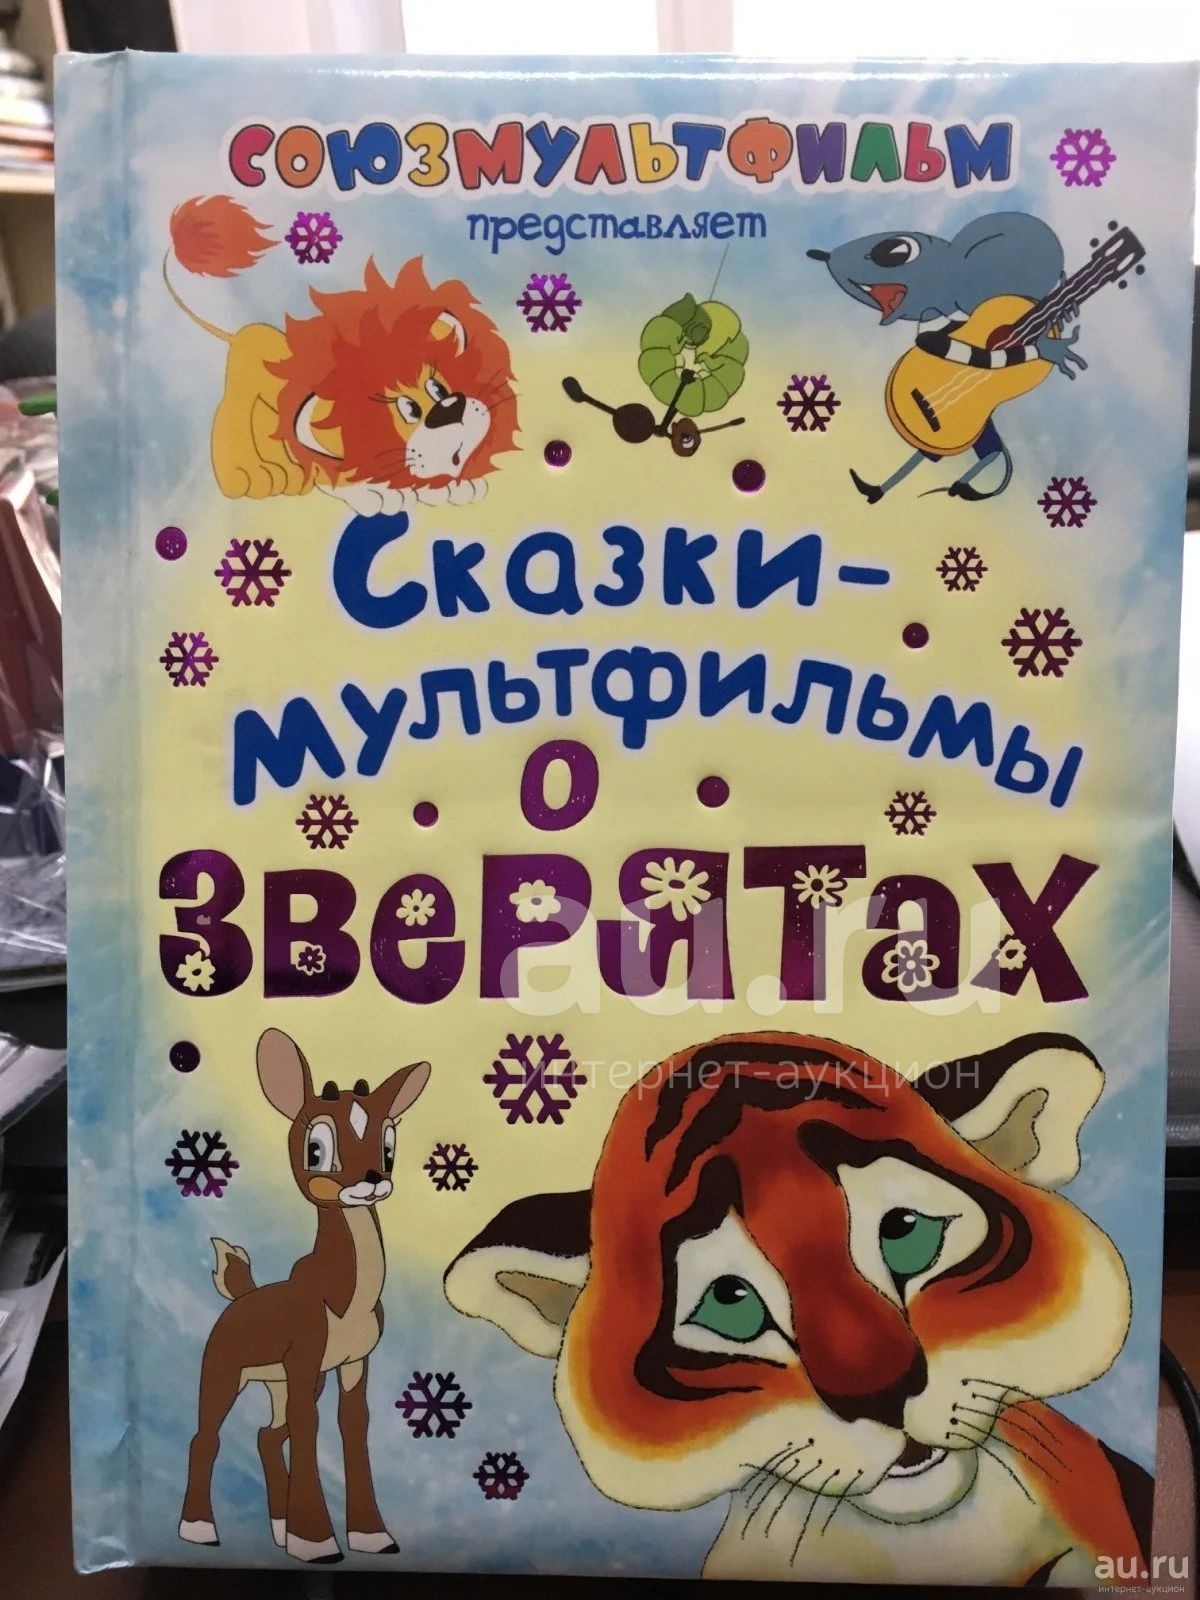 СОЮЗМУЛЬТФИЛЬМ
представляет
Сказки-
мультфильмы
о
ЗВеРЯТаХ
au.ru
интернет-аукцион
au.ru
интернет-аукцион